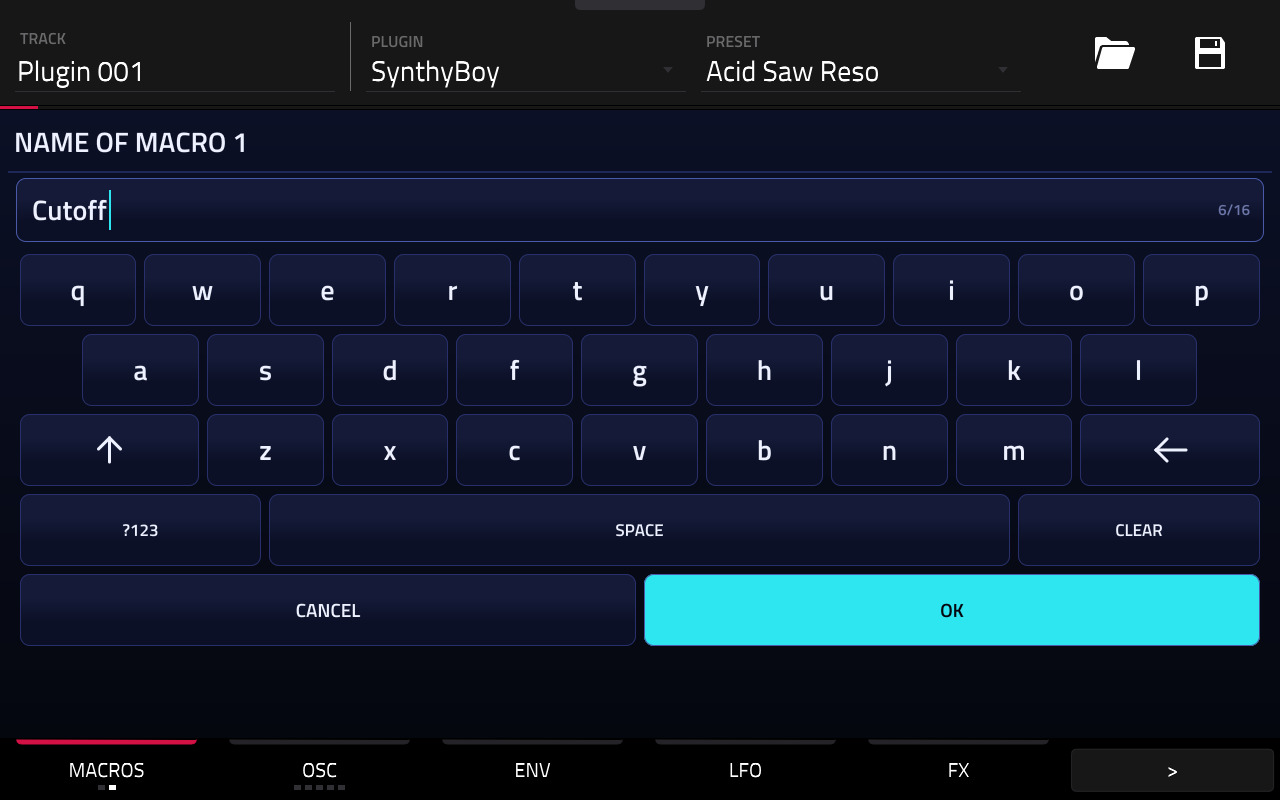 TRACK
Plugin 001
PLUGIN
SynthyBoy
PRESET
Acid Saw Reso
NAME OF MACRO 1
Cutoff
6/16
q w e r t y u i o p
a s d f g h j k l
↑ z x c v b n m ←
?123 SPACE CLEAR
CANCEL OK
MACROS OSC ENV LFO FX >